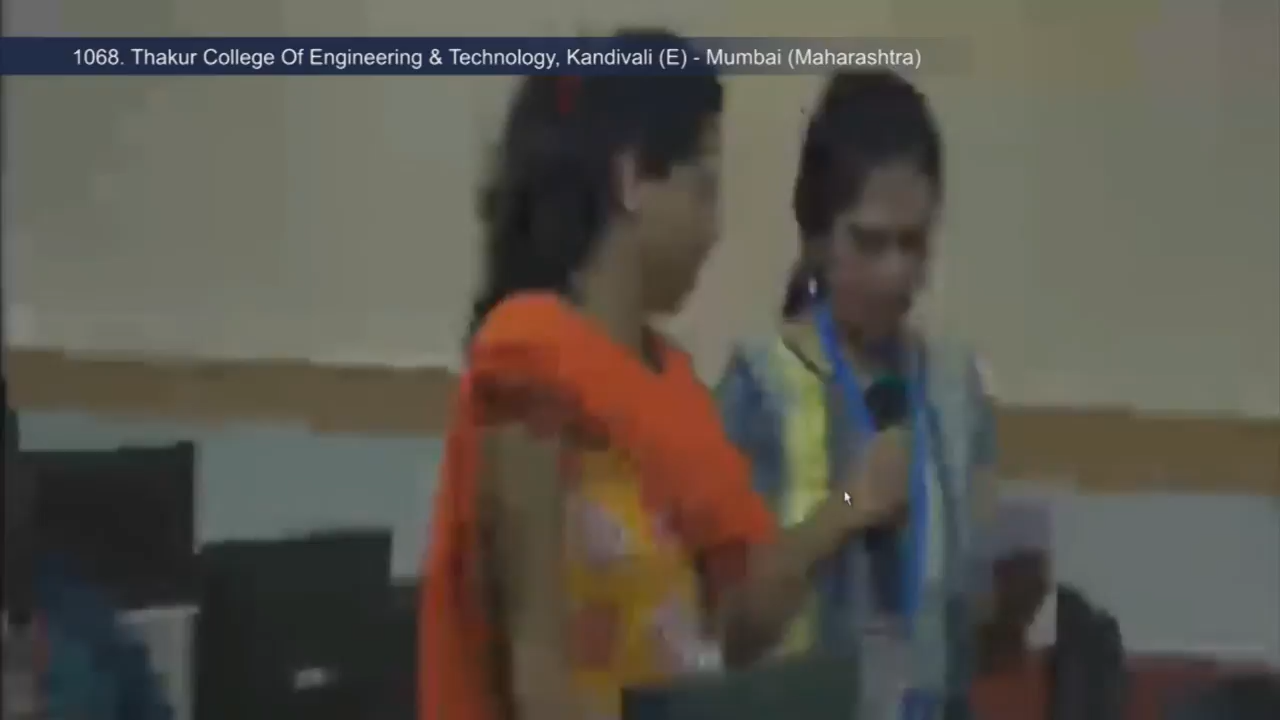 1068. Thakur College Of Engineering & Technology, Kandivali (E) - Mumbai (Maharashtra)